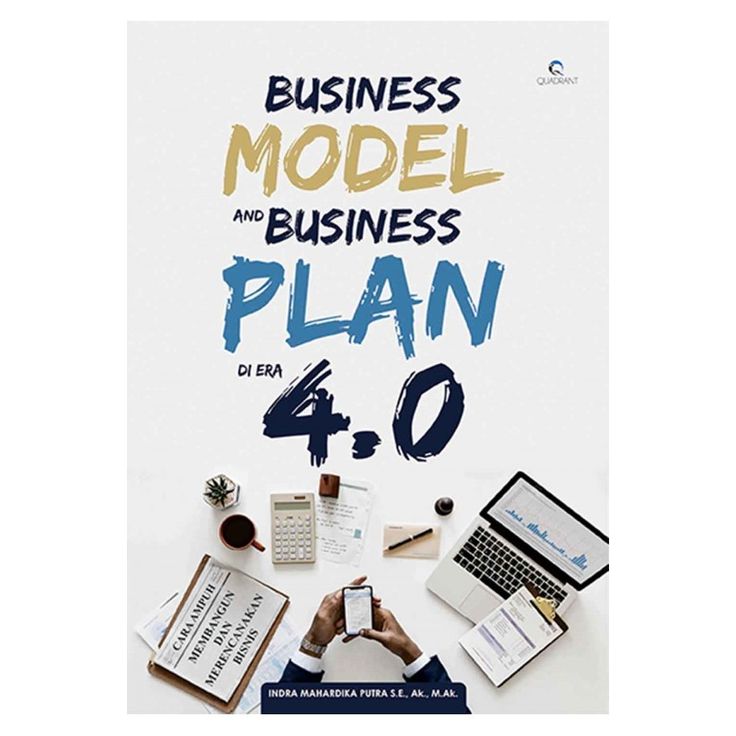 QUADRANT
BUSINESS
MODEL
AND BUSINESS
PLAN
DI ERA 4.0
CARA AMPUH
MEMBANGUN
DAN
MERENCANAKAN
BISNIS
INDRA MAHARDIKA PUTRA S.E., Ak., M.Ak.